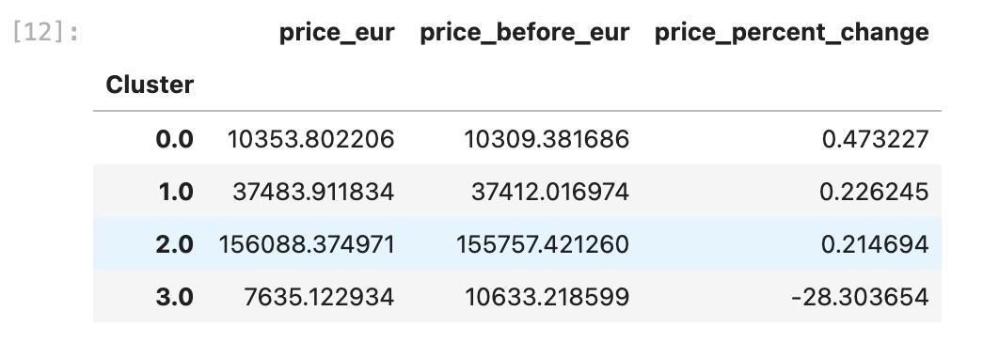 [12]:
price_eur price_before_eur price_percent_change
Cluster
0.0 10353.802206 10309.381686 0.473227
1.0 37483.911834 37412.016974 0.226245
2.0 156088.374971 155757.421260 0.214694
3.0 7635.122934 10633.218599 -28.303654